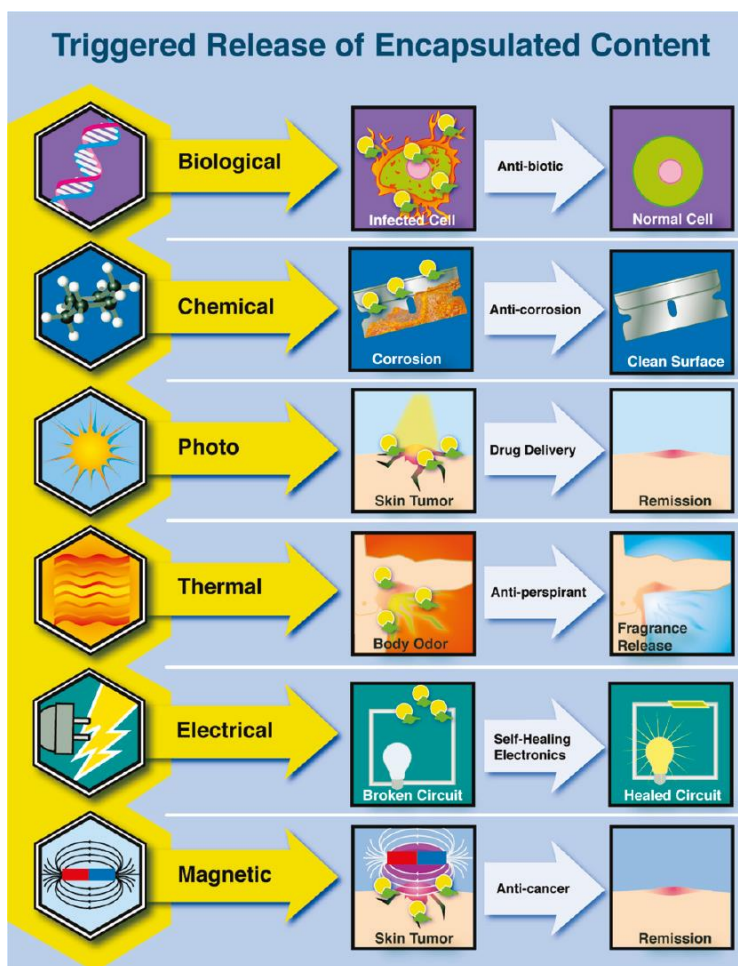 Triggered Release of Encapsulated Content
Biological
Infected Cell
Anti-biotic
Normal Cell
Chemical
Corrosion
Anti-corrosion
Clean Surface
Photo
Skin Tumor
Drug Delivery
Remission
Thermal
Body Odor
Anti-perspirant
Fragrance
Release
Electrical
Broken Circuit
Self-Healing
Electronics
Healed Circuit
Magnetic
Skin Tumor
Anti-cancer
Remission